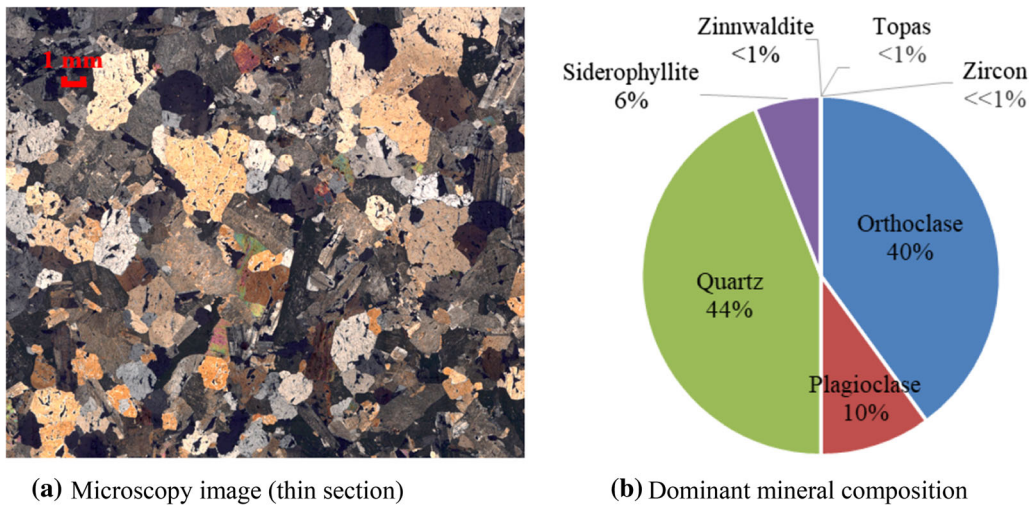 1 mm
Zinnwaldite
<1%
Topas
<1%
Siderophyllite
6%
Zircon
<<1%
Orthoclase
40%
Quartz
44%
Plagioclase
10%
(a) Microscopy image (thin section)
(b) Dominant mineral composition